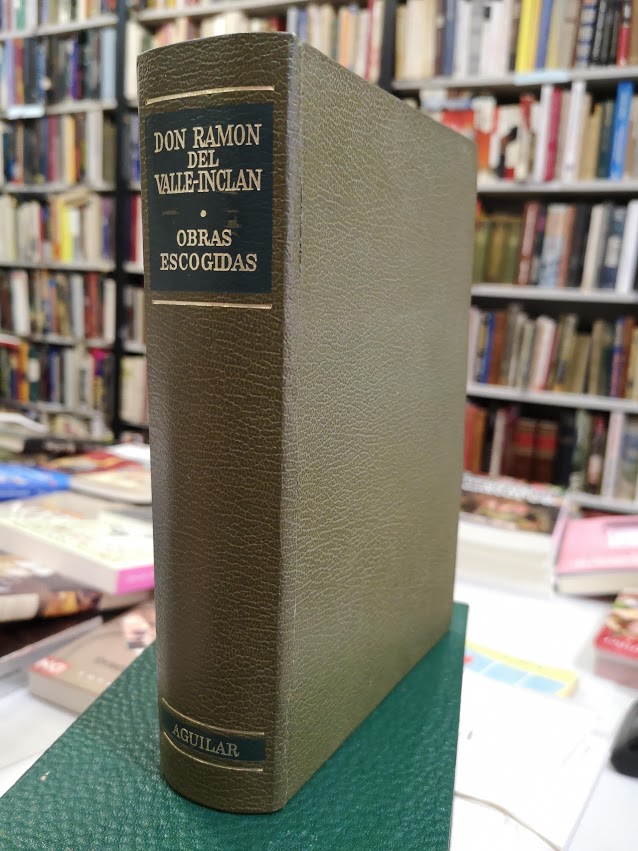 DON RAMON
DEL
VALLE-INCLAN
•
OBRAS
ESCOGIDAS
AGUILAR